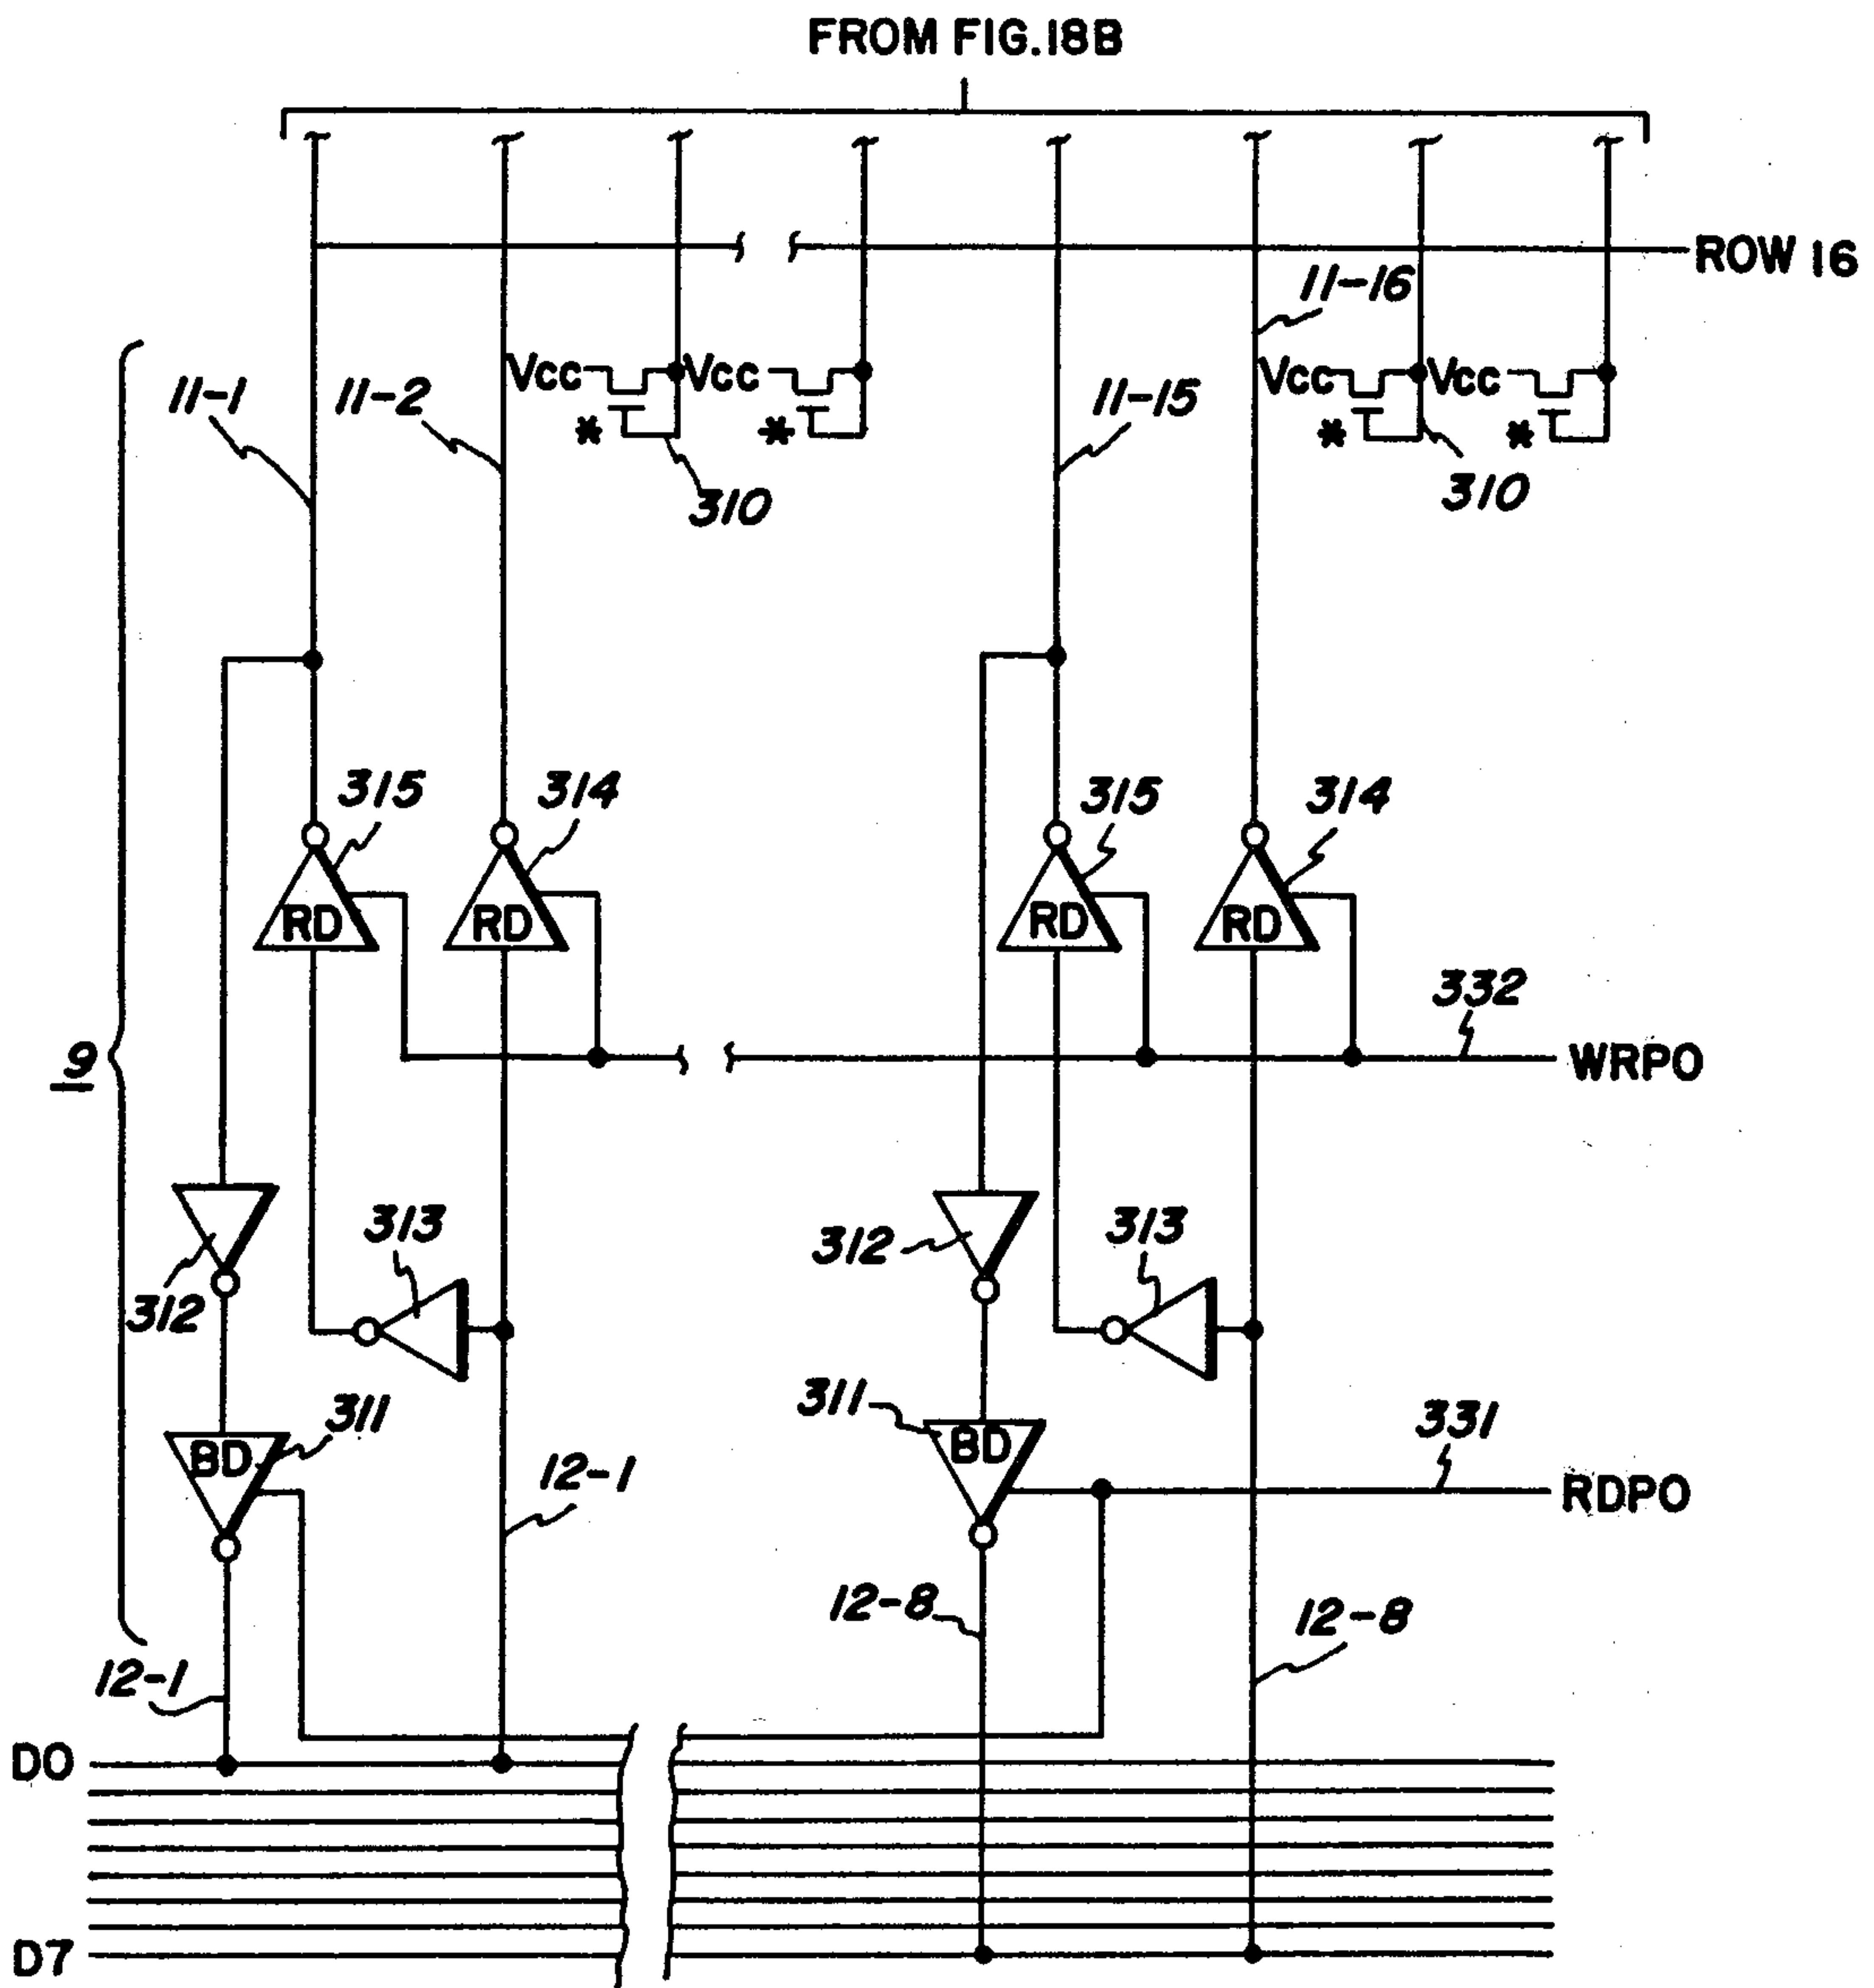 FROM FIG.18B
ROW 16
11-16
Vcc Vcc Vcc Vcc
11-1 11-2 11-15
* * * *
310 310
315 314 315 314
RD RD RD RD
332
9 WRPO
313 312 313
312
311 311 331
BD BD
12-1 RDPO
12-8 12-8
12-1
D0
D7